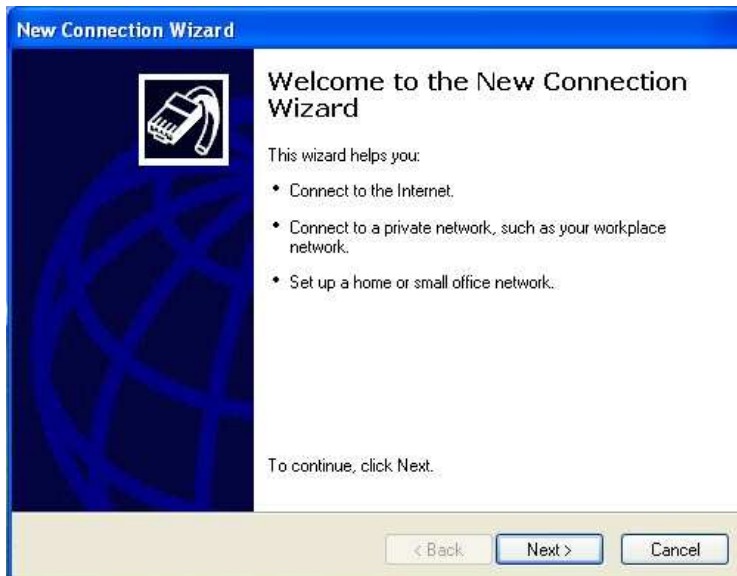 New Connection Wizard
Welcome to the New Connection
Wizard
This wizard helps you:
• Connect to the Internet.
• Connect to a private network, such as your workplace
network.
• Set up a home or small office network.
To continue, click Next.
< Back
Next >
Cancel